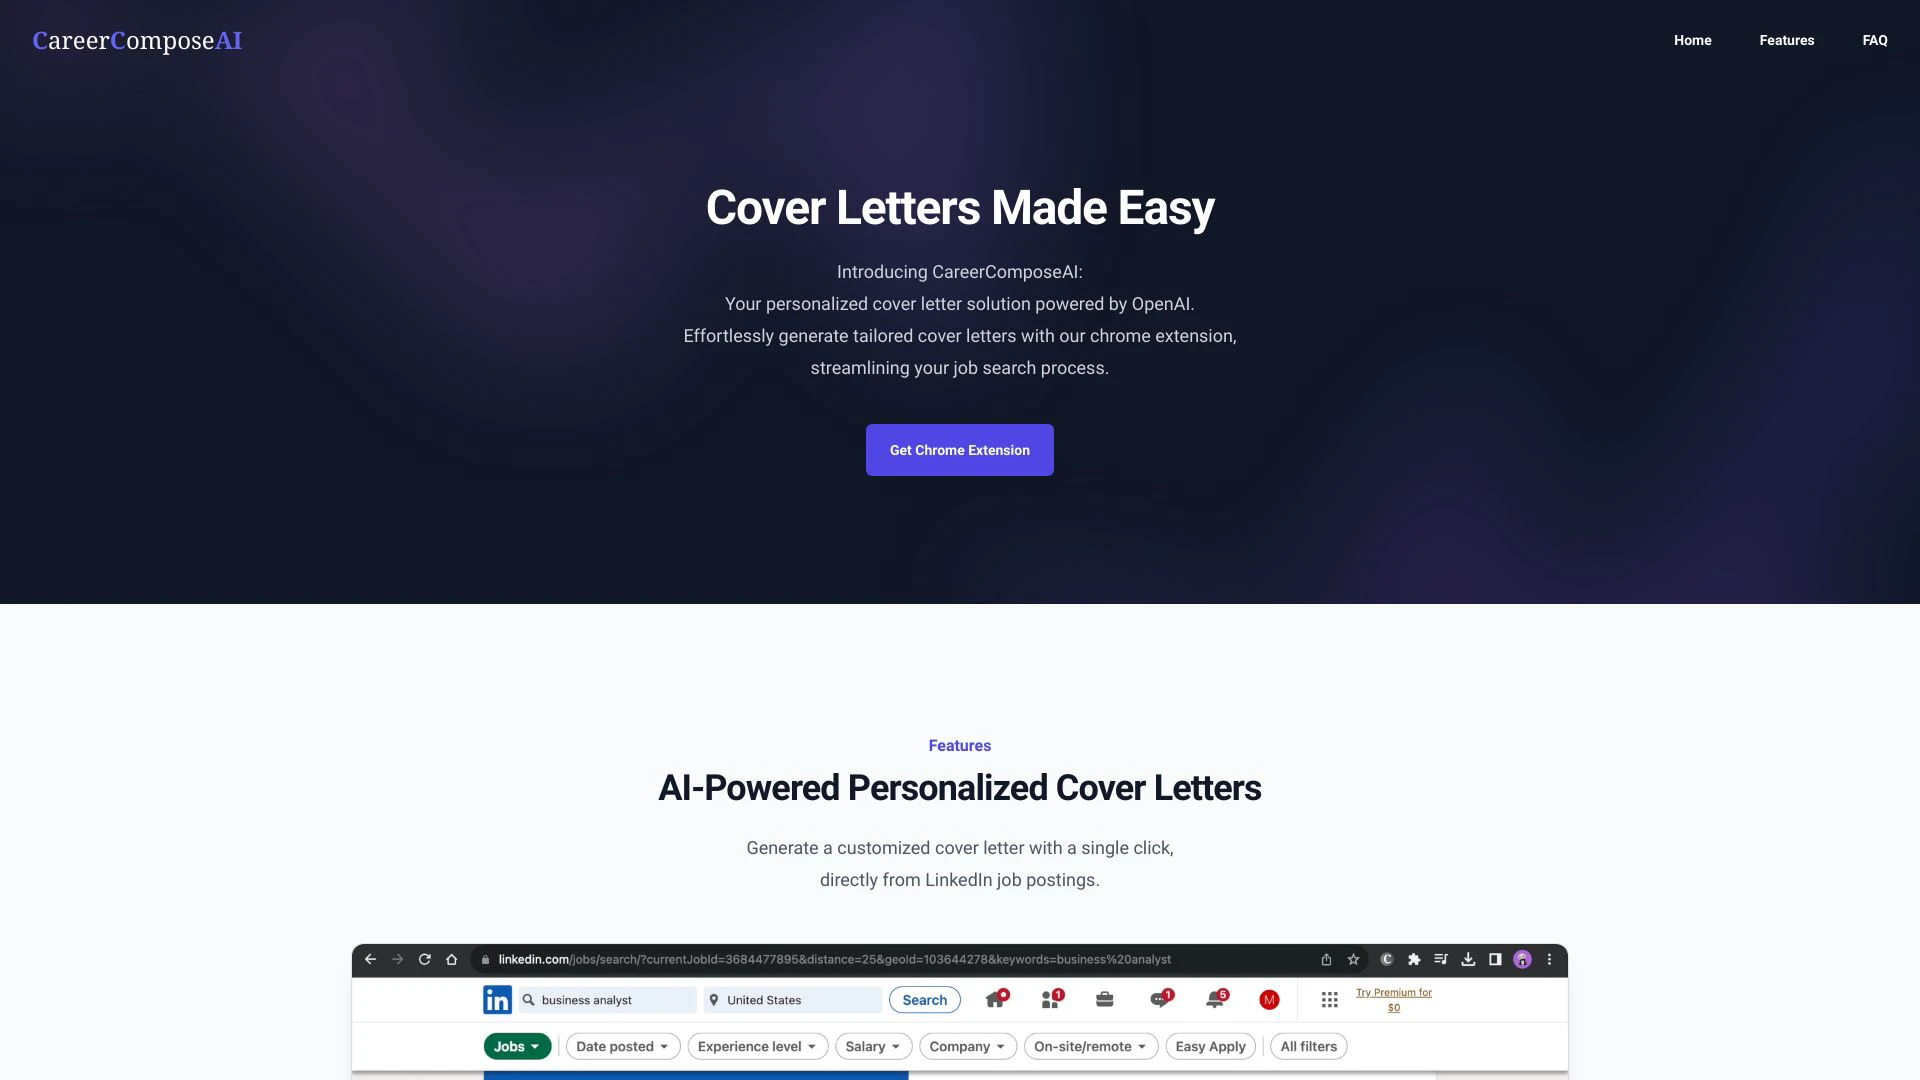 CareerComposeAI
Home Features FAQ
Cover Letters Made Easy
Introducing CareerComposeAI:
Your personalized cover letter solution powered by OpenAI.
Effortlessly generate tailored cover letters with our chrome extension,
streamlining your job search process.
Get Chrome Extension
Features
AI-Powered Personalized Cover Letters
Generate a customized cover letter with a single click,
directly from LinkedIn job postings.
linkedin.com/jobs/search/?currentJobId=3684477895&distance=25&geoId=103644278&keywords=business%20analyst
C
in business analyst United States Search 1 1 5 M Try Premium for
$0
Jobs Date posted Experience level Salary Company On-site/remote Easy Apply All filters